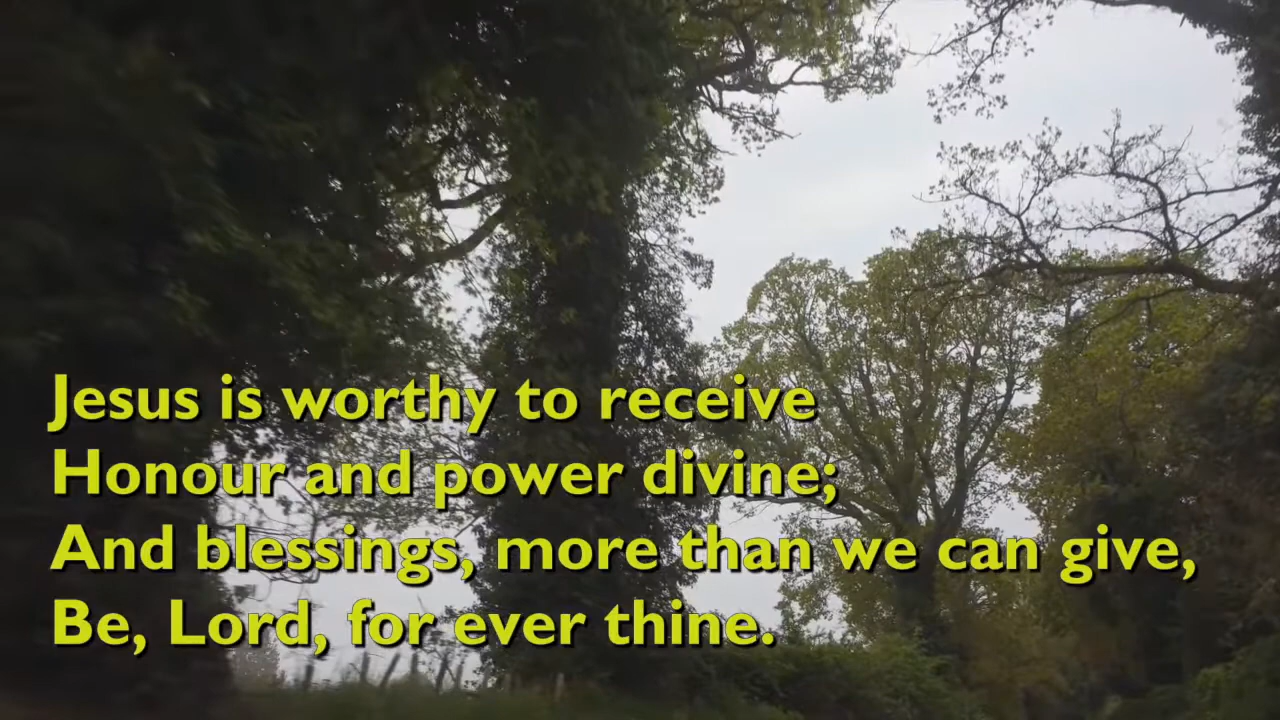 Jesus is worthy to receive
Honour and power divine;
And blessings, more than we can give,
Be, Lord, for ever thine.